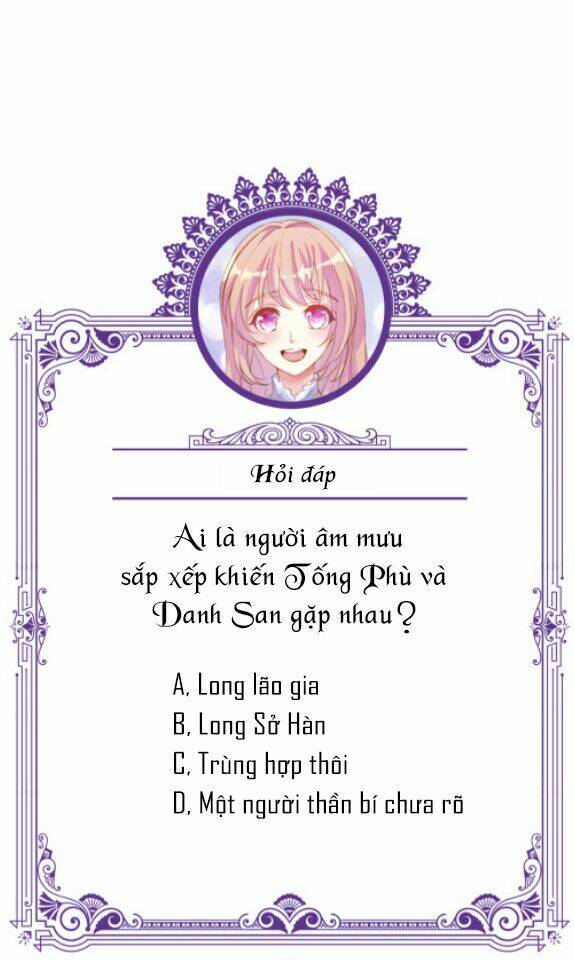 Hỏi đáp
Ai là người âm mưu
sắp xếp khiến Tống Phù và
Danh San gặp nhau?
A, Long lão gia
B, Long Sở Hàn
C, Trùng hợp thôi
D, Một người thần bí chưa rõ